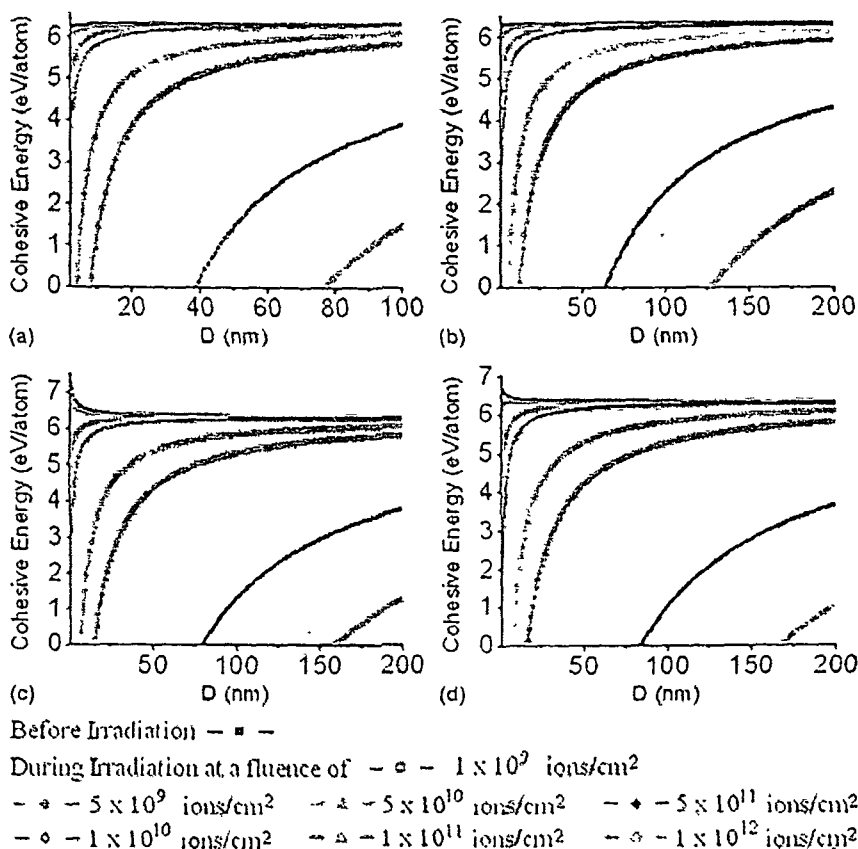 Cohesive Energy (eV/atom)
6
5
4
3
2
1
0
20 40 60 80 100
(a) D (nm)
Cohesive Energy (eV/atom)
6
5
4
3
2
1
0
50 100 150 200
(b) D (nm)
Cohesive Energy (eV/atom)
7
6
5
4
3
2
1
0
50 100 150 200
(c) D (nm)
Cohesive Energy (eV/atom)
7
6
5
4
3
2
1
0
50 100 150 200
(d) D (nm)
Before Irradiation
During Irradiation at a fluence of 1 x 10⁹ ions/cm²
5 x 10⁹ ions/cm² 5 x 10¹⁰ ions/cm² 5 x 10¹¹ ions/cm²
1 x 10¹⁰ ions/cm² 1 x 10¹¹ ions/cm² 1 x 10¹² ions/cm²